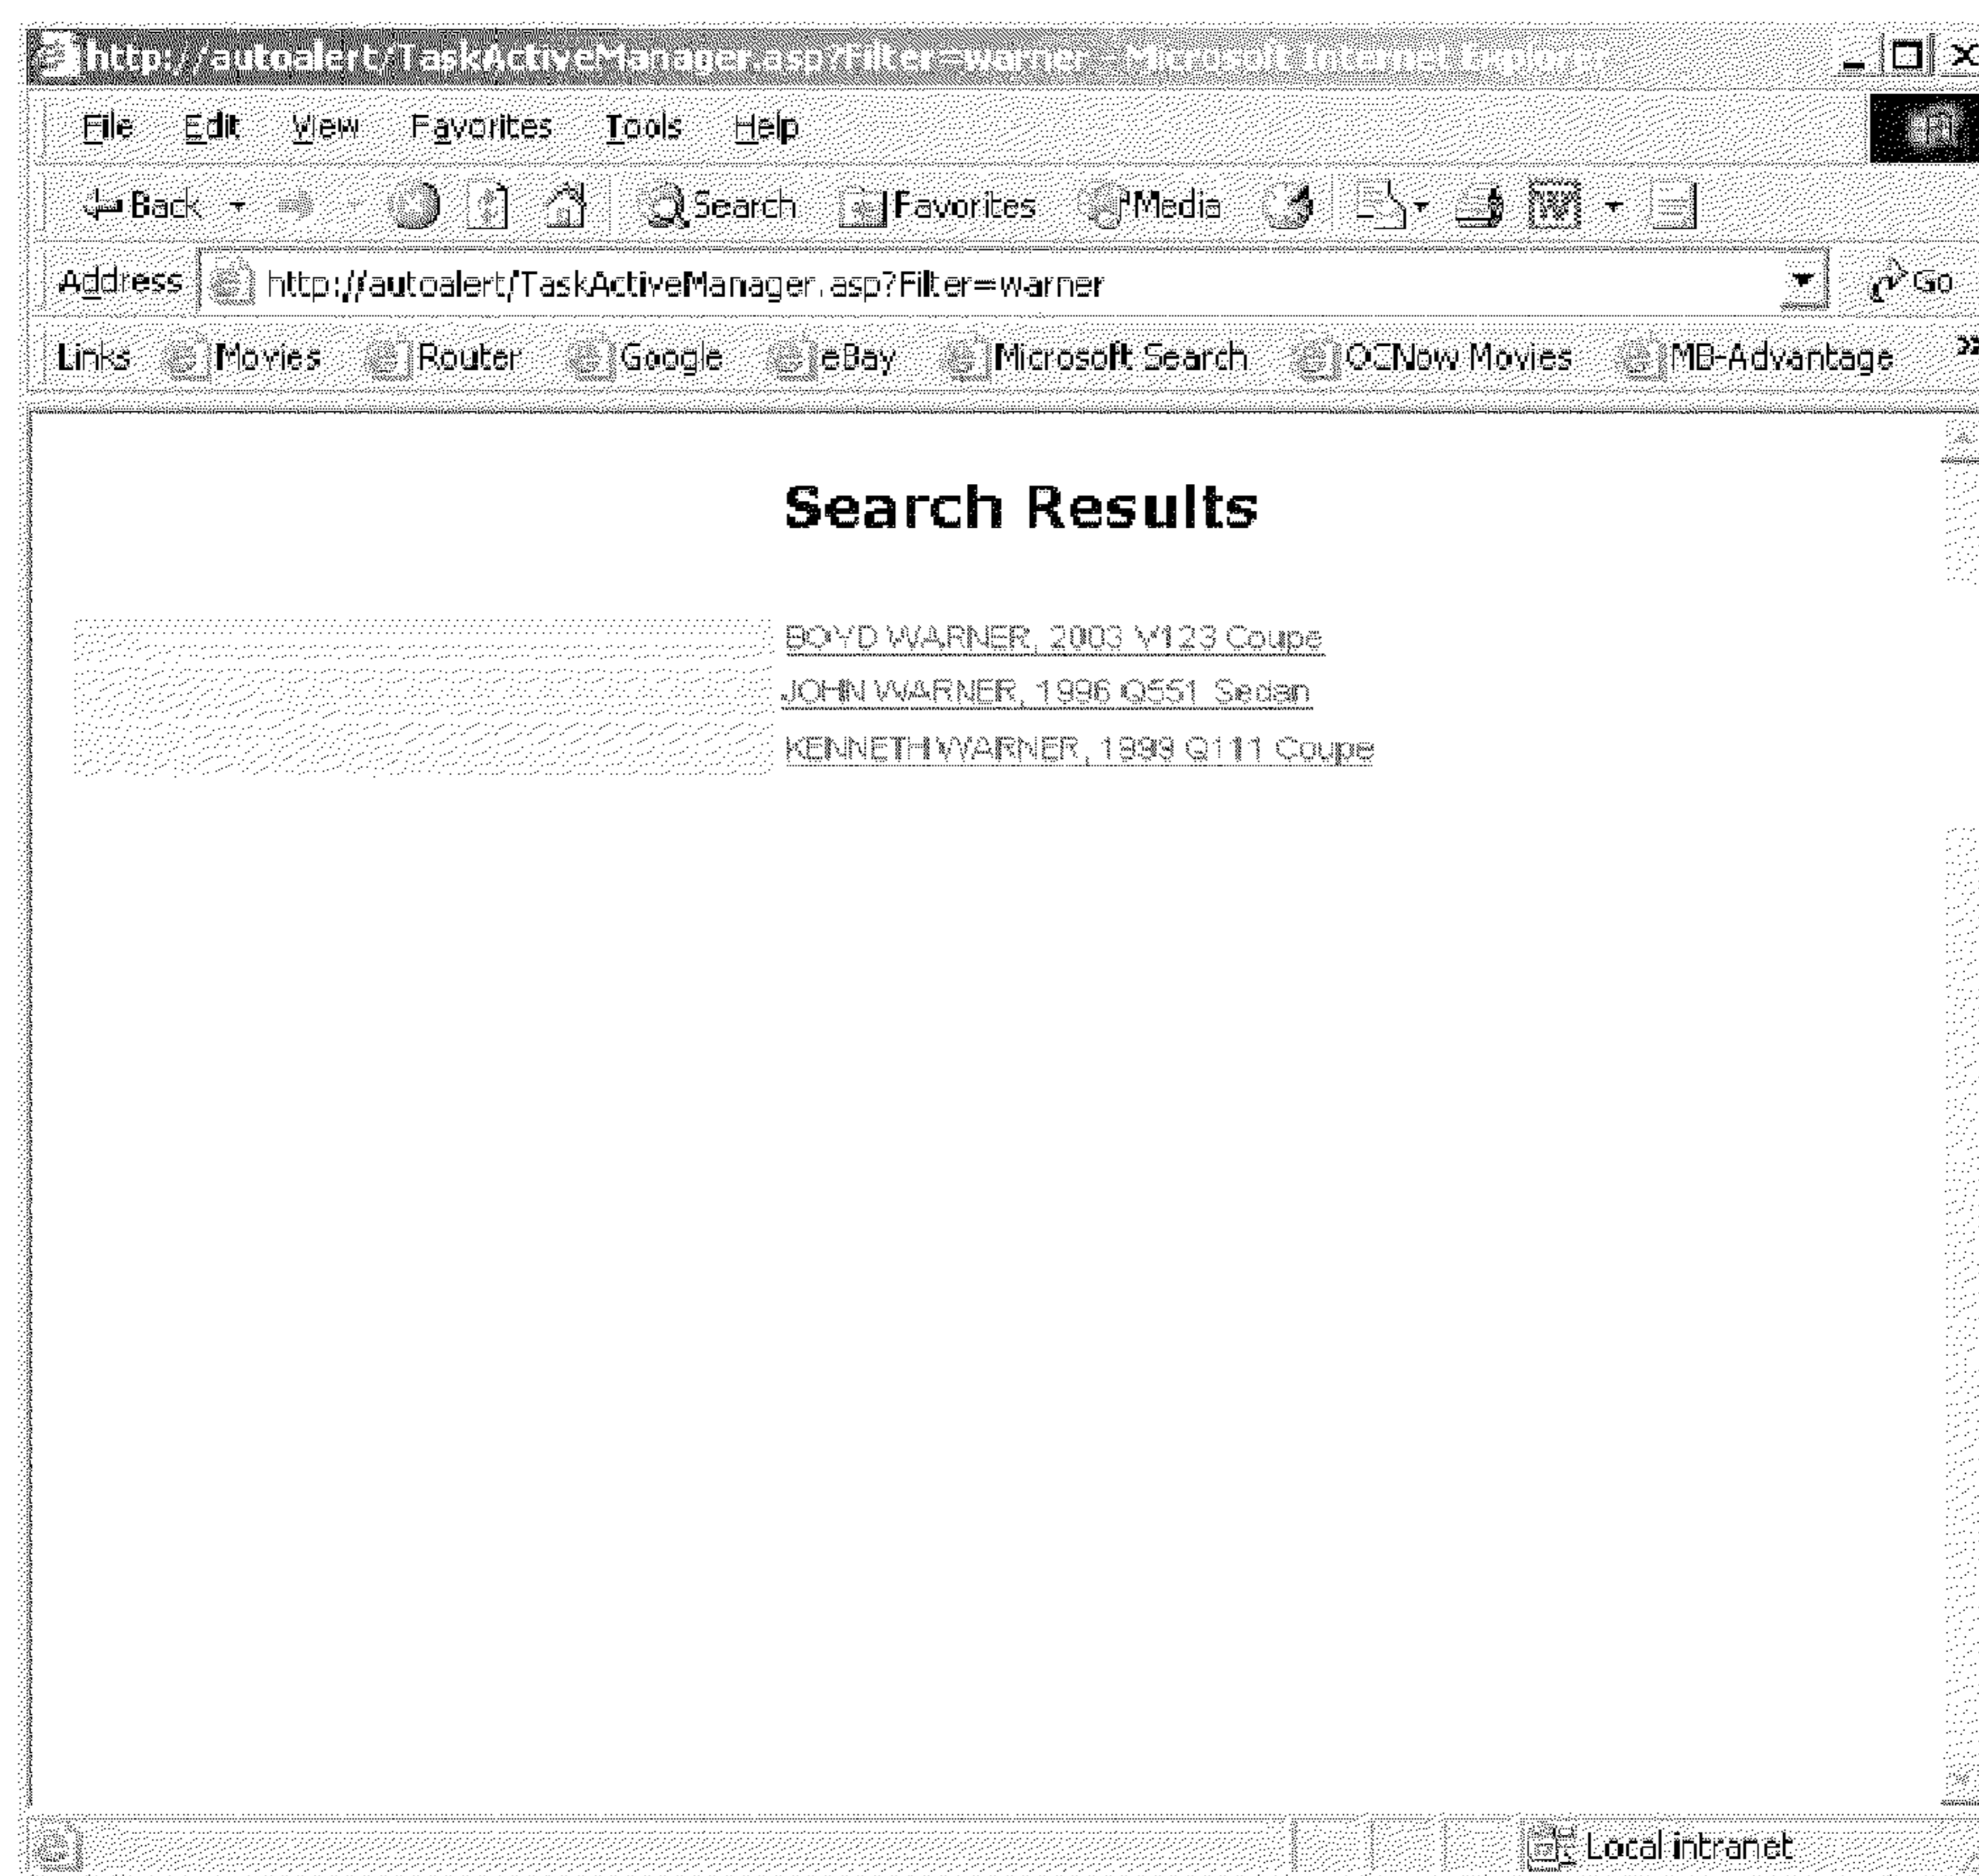 http://autoalert/TaskActiveManager.asp?Filter=warner - Microsoft Internet Explorer
File Edit View Favorites Tools Help
Back Search Favorites Media
Address http://autoalert/TaskActiveManager.asp?Filter=warner Go
Links Movies Router Google eBay Microsoft Search OCNow Movies MB-Advantage »
Search Results
BOYD WARNER, 2003 V123 Coupe
JOHN WARNER, 1996 Q551 Sedan
KENNETH WARNER, 1999 Q111 Coupe
Local intranet